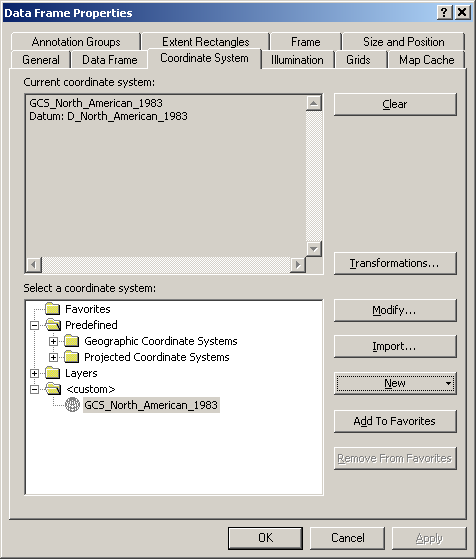 Data Frame Properties
Annotation Groups Extent Rectangles Frame Size and Position
General Data Frame Coordinate System Illumination Grids Map Cache
Current coordinate system:
GCS_North_American_1983
Datum: D_North_American_1983
Clear
Transformations...
Select a coordinate system:
Favorites
Predefined
Geographic Coordinate Systems
Projected Coordinate Systems
Layers
<custom>
GCS_North_American_1983
Modify...
Import...
New
Add To Favorites
Remove From Favorites
OK Cancel Apply